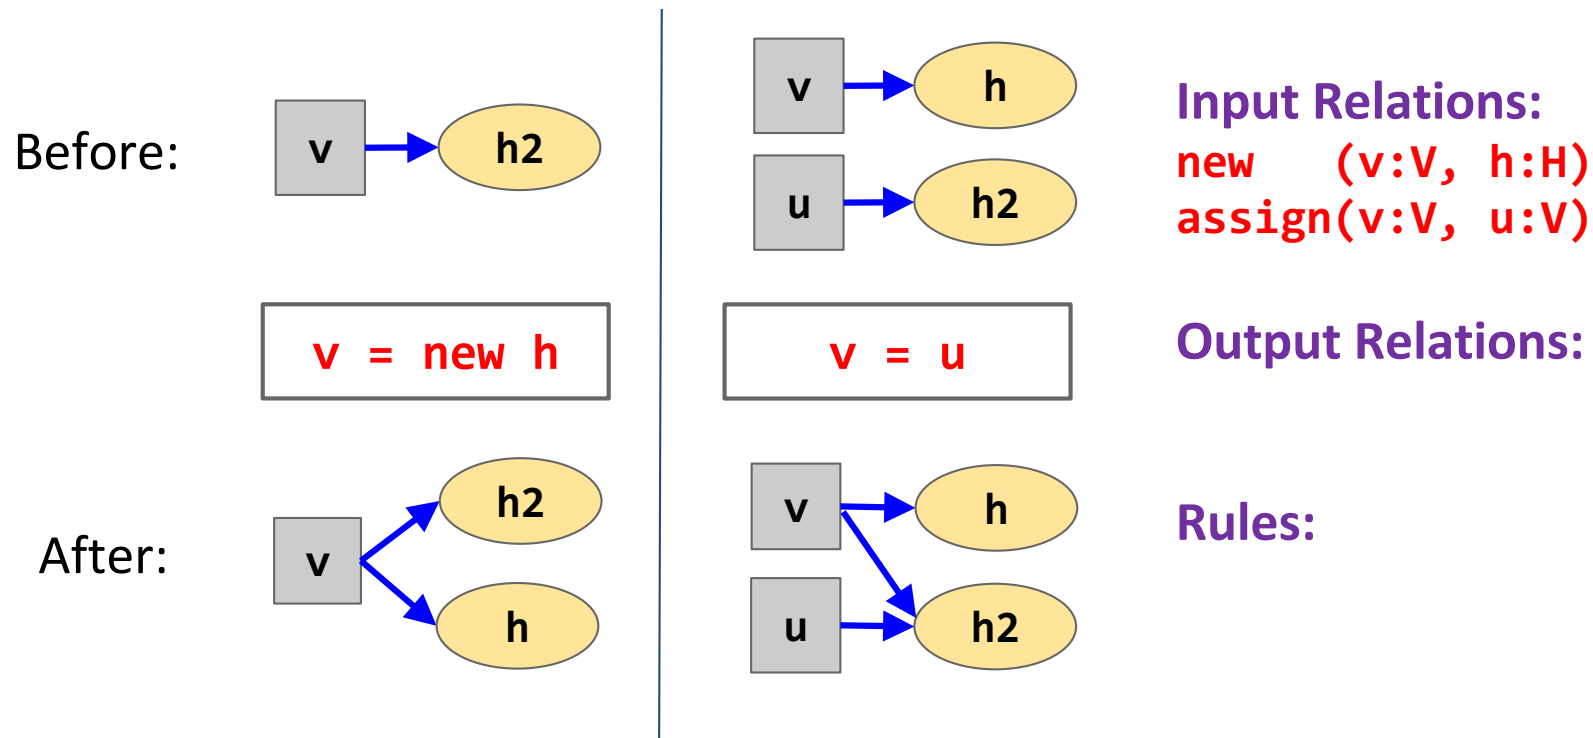 Before:
v
h2
v = new h
After:
v
h2
h
v
h
u
h2
v = u
v
h
u
h2
Input Relations:
new   (v:V, h:H)
assign(v:V, u:V)
Output Relations:
Rules: